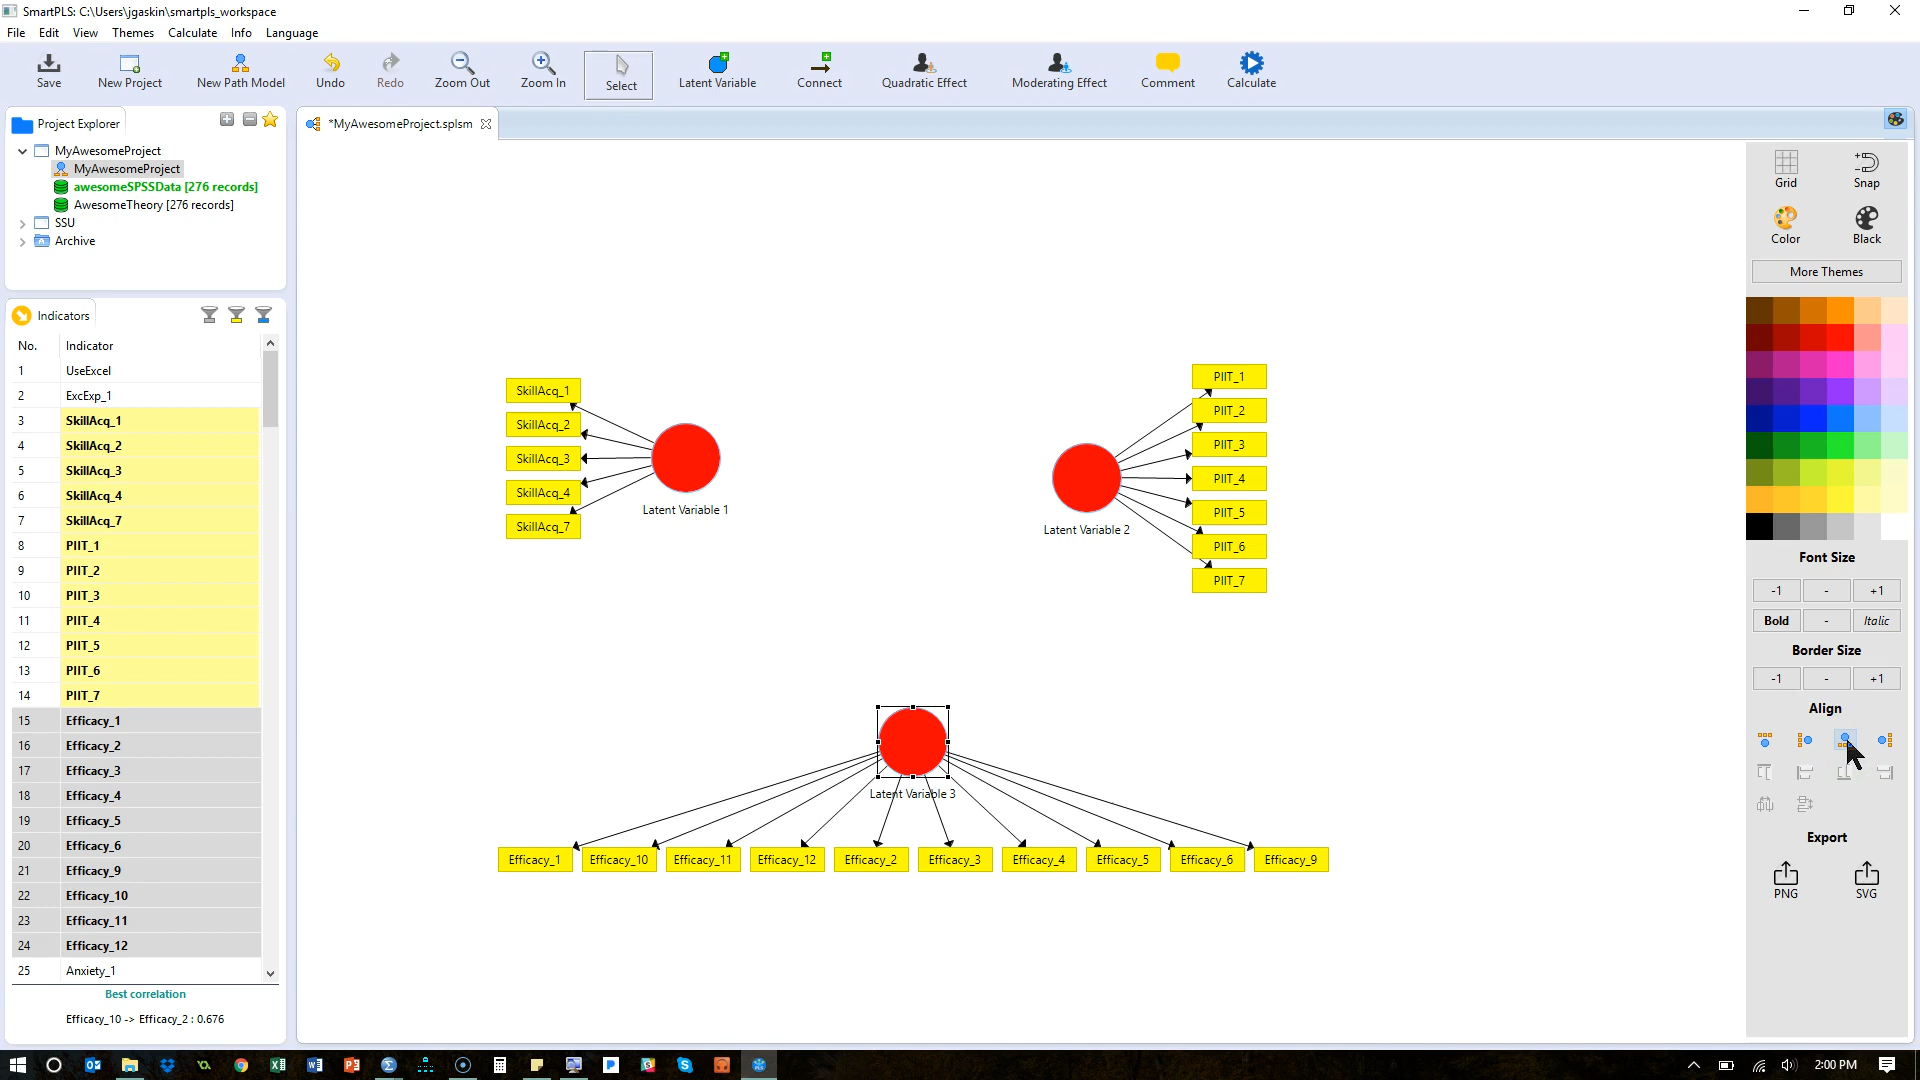 SmartPLS: C:\Users\jgaskin\smartpls_workspace
File Edit View Themes Calculate Info Language
Save New Project New Path Model Undo Redo Zoom Out Zoom In Select Latent Variable Connect Quadratic Effect Moderating Effect Comment Calculate
Project Explorer
MyAwesomeProject
MyAwesomeProject
awesomeSPSSData [276 records]
AwesomeTheory [276 records]
SSU
Archive
Indicators
No. Indicator
1 UseExcel
2 ExcExp_1
3 SkillAcq_1
4 SkillAcq_2
5 SkillAcq_3
6 SkillAcq_4
7 SkillAcq_7
8 PIIT_1
9 PIIT_2
10 PIIT_3
11 PIIT_4
12 PIIT_5
13 PIIT_6
14 PIIT_7
15 Efficacy_1
16 Efficacy_2
17 Efficacy_3
18 Efficacy_4
19 Efficacy_5
20 Efficacy_6
21 Efficacy_9
22 Efficacy_10
23 Efficacy_11
24 Efficacy_12
25 Anxiety_1
Best correlation
Efficacy_10 -> Efficacy_2 : 0.676
*MyAwesomeProject.splsm
SkillAcq_1
SkillAcq_2
SkillAcq_3
SkillAcq_4
SkillAcq_7
Latent Variable 1
PIIT_1
PIIT_2
PIIT_3
PIIT_4
PIIT_5
PIIT_6
PIIT_7
Latent Variable 2
Latent Variable 3
Efficacy_1 Efficacy_10 Efficacy_11 Efficacy_12 Efficacy_2 Efficacy_3 Efficacy_4 Efficacy_5 Efficacy_6 Efficacy_9
Grid Snap
Color Black
More Themes
Font Size
-1 - +1
Bold - Italic
Border Size
-1 - +1
Align
Export
PNG SVG
2:00 PM